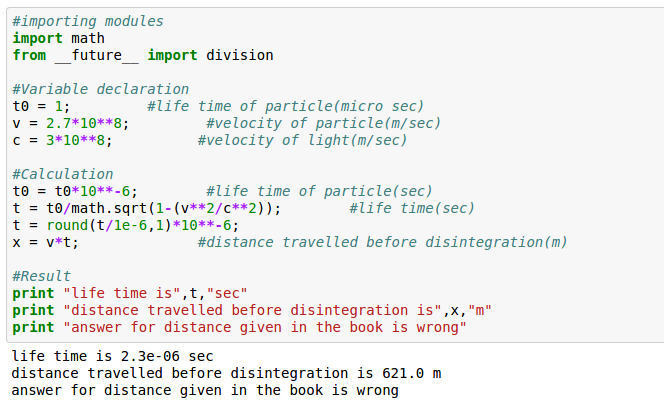 #importing modules
import math
from __future__ import division
#Variable declaration
t0 = 1; #life time of particle(micro sec)
v = 2.7*10**8; #velocity of particle(m/sec)
c = 3*10**8; #velocity of light(m/sec)
#Calculation
t0 = t0*10**-6; #life time of particle(sec)
t = t0/math.sqrt(1-(v**2/c**2)); #life time(sec)
t = round(t/1e-6,1)*10**-6;
x = v*t; #distance travelled before disintegration(m)
#Result
print "life time is",t,"sec"
print "distance travelled before disintegration is",x,"m"
print "answer for distance given in the book is wrong"
life time is 2.3e-06 sec
distance travelled before disintegration is 621.0 m
answer for distance given in the book is wrong